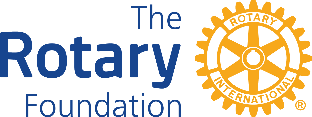 The
Rotary
Foundation
ROTARY
INTERNATIONAL
®